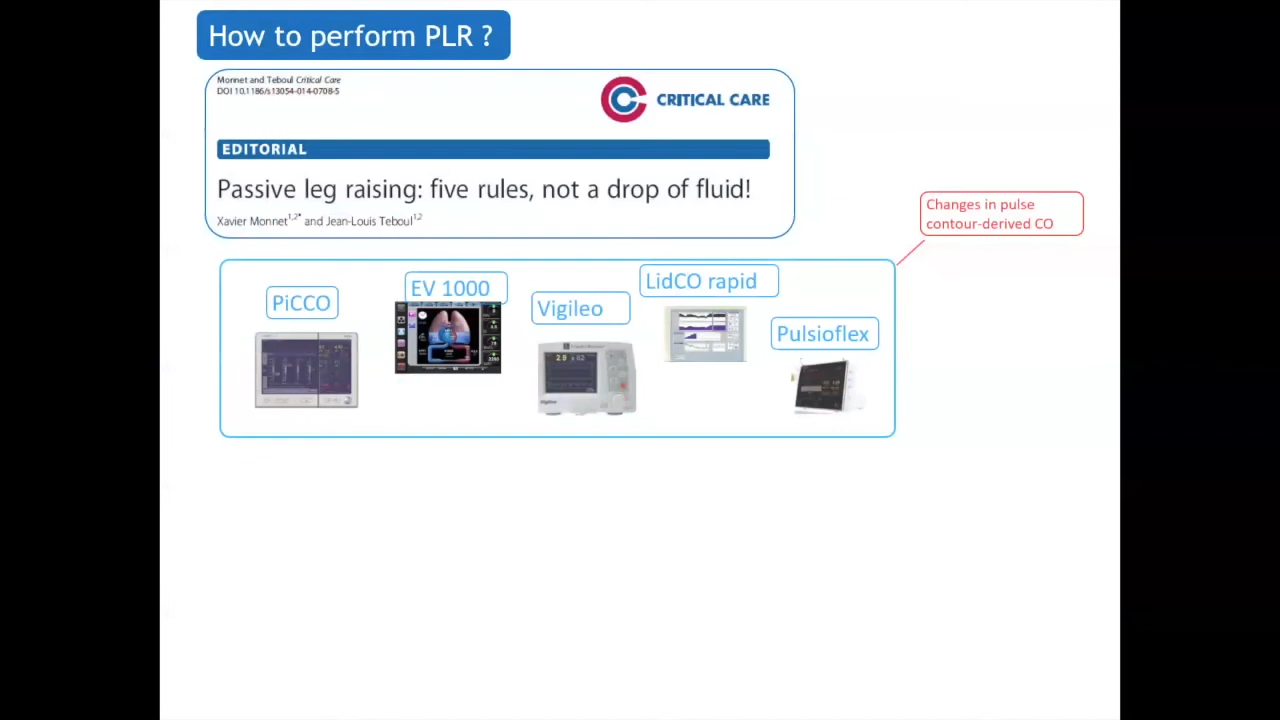 How to perform PLR ?
Monnet and Teboul Critical Care
DOI 10.1186/s13054-014-0708-5
CRITICAL CARE
EDITORIAL
Passive leg raising: five rules, not a drop of fluid!
Xavier Monnet1,2* and Jean-Louis Teboul1,2
Changes in pulse
contour-derived CO
PiCCO
EV 1000
Vigileo
LidCO rapid
Pulsioflex